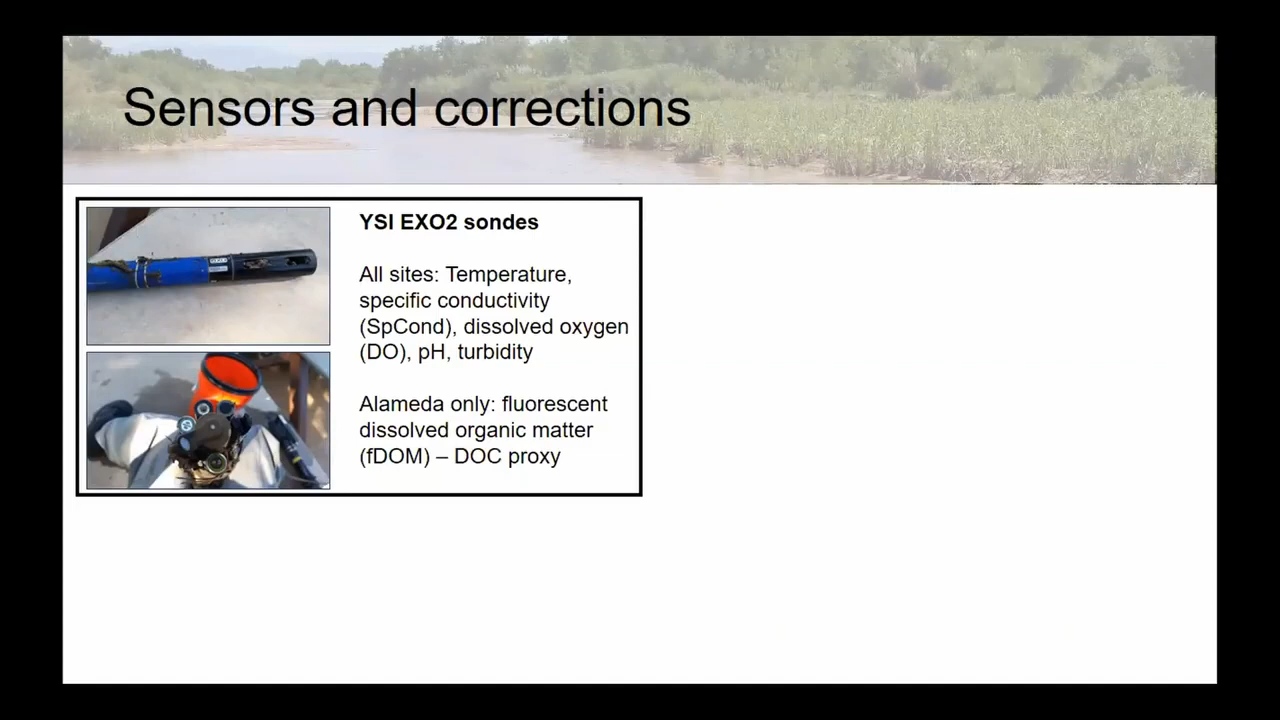 Sensors and corrections
YSI EXO2 sondes
All sites: Temperature,
specific conductivity
(SpCond), dissolved oxygen
(DO), pH, turbidity
Alameda only: fluorescent
dissolved organic matter
(fDOM) – DOC proxy